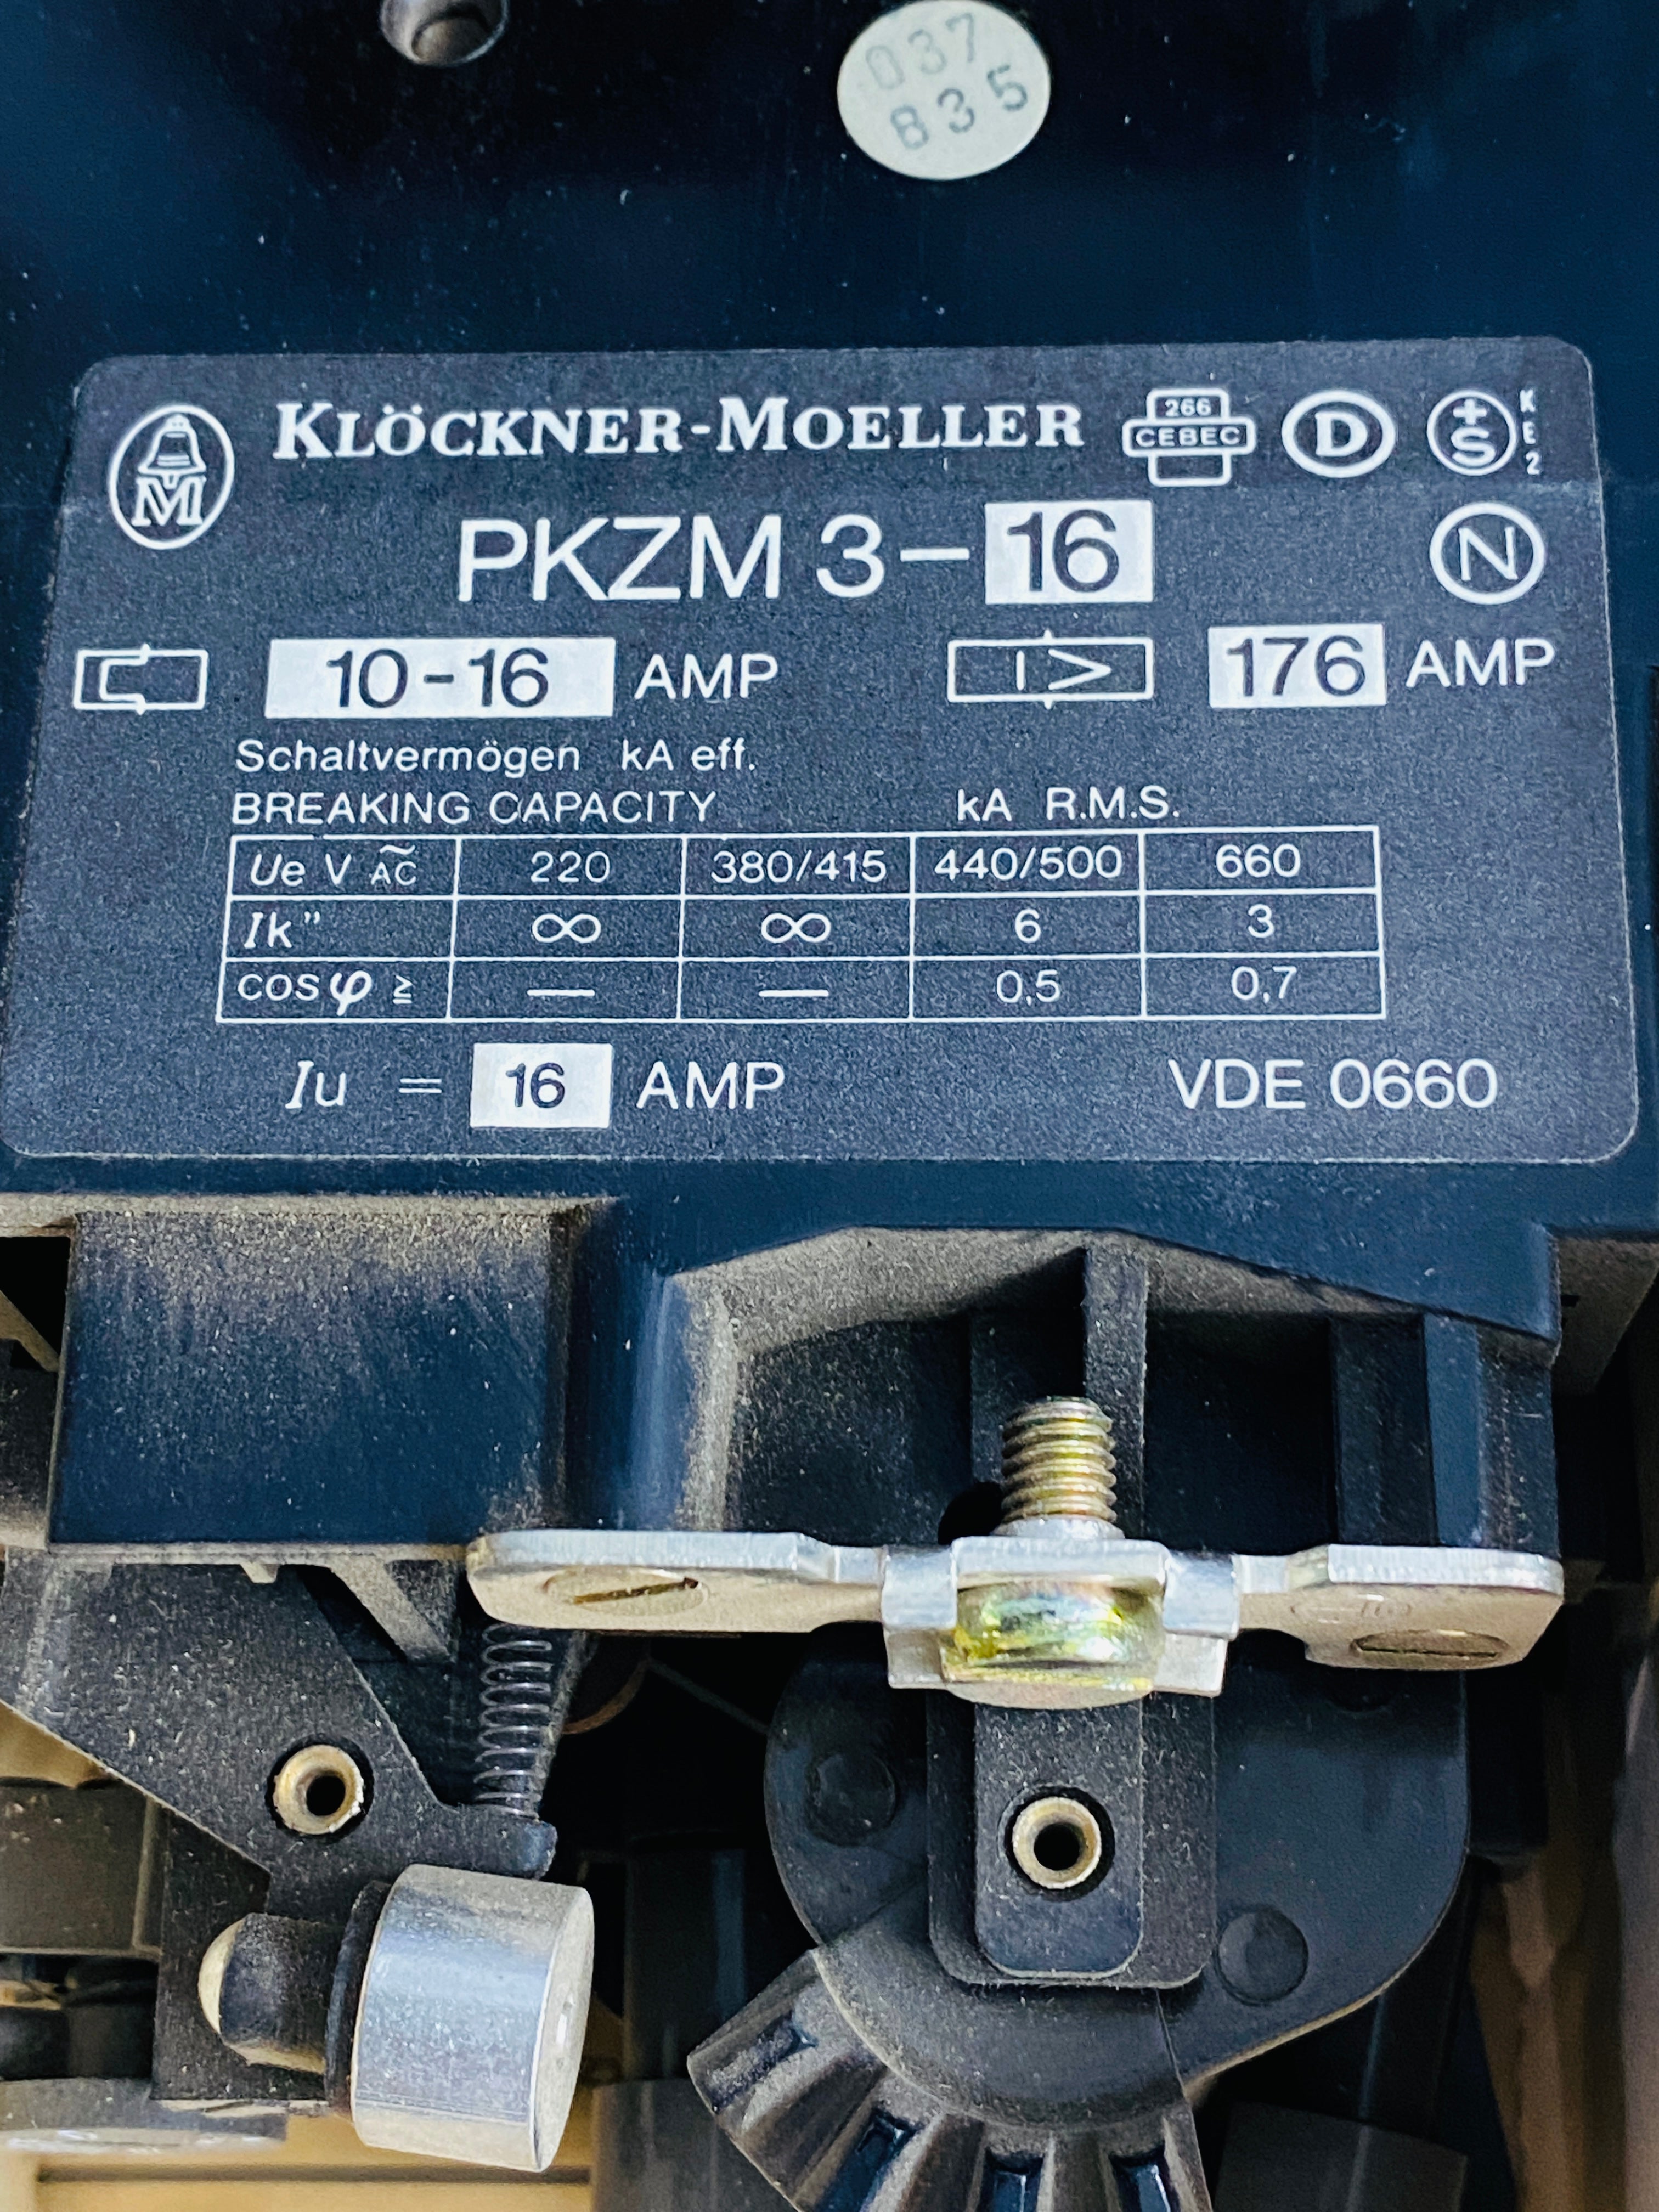 037
835
KLÖCKNER-MOELLER 266 CEBEC D +S KE2
M
PKZM 3-16 N
10-16 AMP I> 176 AMP
Schaltvermögen kA eff.
BREAKING CAPACITY kA R.M.S.
Ue V AC~ 220 380/415 440/500 660
Ik" ∞ ∞ 6 3
cos φ ≥ — — 0,5 0,7
Iu = 16 AMP VDE 0660